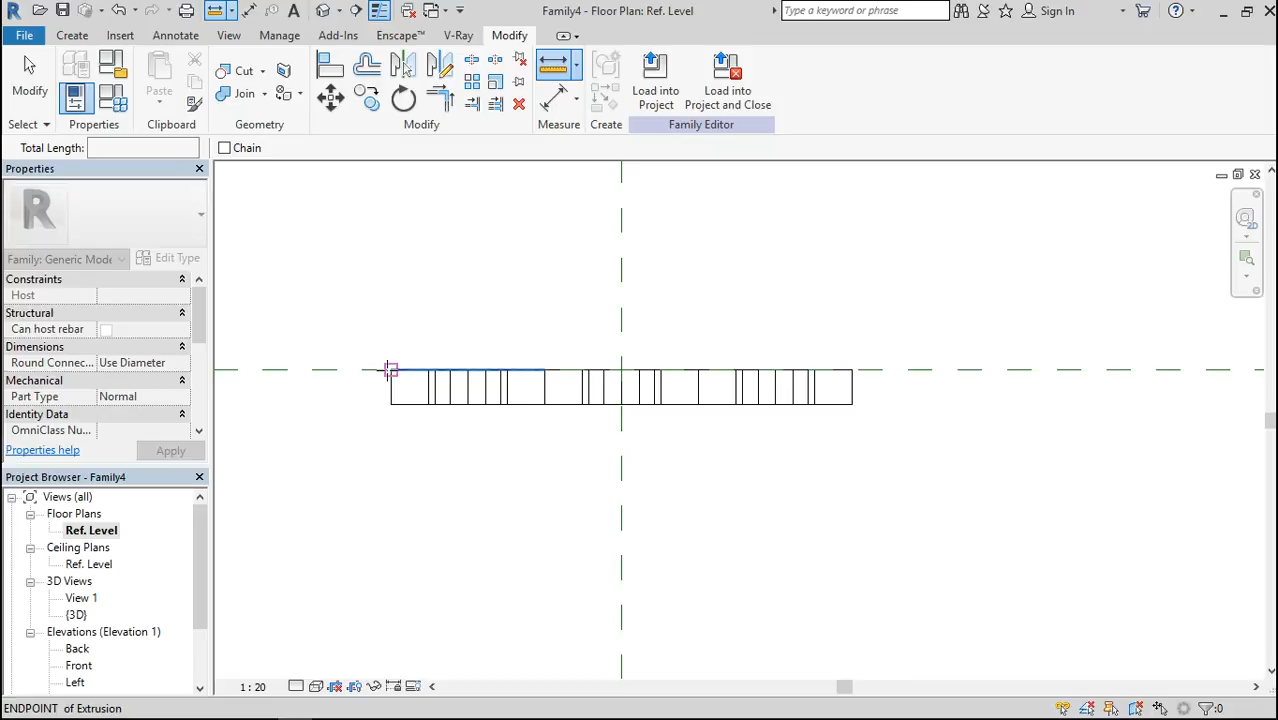 Family4 - Floor Plan: Ref. Level
Type a keyword or phrase
Sign In
File
Create
Insert
Annotate
View
Manage
Add-Ins
Enscape™
V-Ray
Modify
Modify
Paste
Cut
Join
Load into
Project
Load into
Project and Close
Select
Properties
Clipboard
Geometry
Modify
Measure
Create
Family Editor
Total Length:
Chain
Properties
Family: Generic Mode
Edit Type
Constraints
Host
Structural
Can host rebar
Dimensions
Round Connec...
Use Diameter
Mechanical
Part Type
Normal
Identity Data
OmniClass Nu...
Properties help
Apply
Project Browser - Family4
Views (all)
Floor Plans
Ref. Level
Ceiling Plans
Ref. Level
3D Views
View 1
{3D}
Elevations (Elevation 1)
Back
Front
Left
2D
1 : 20
ENDPOINT of Extrusion
:0